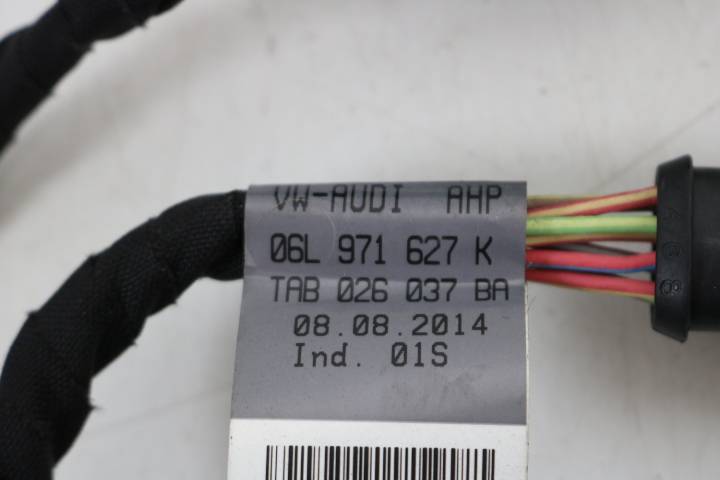 VW-AUDI AHP
06L 971 627 K
TAB 026 037 BA
08.08.2014
Ind. 01S